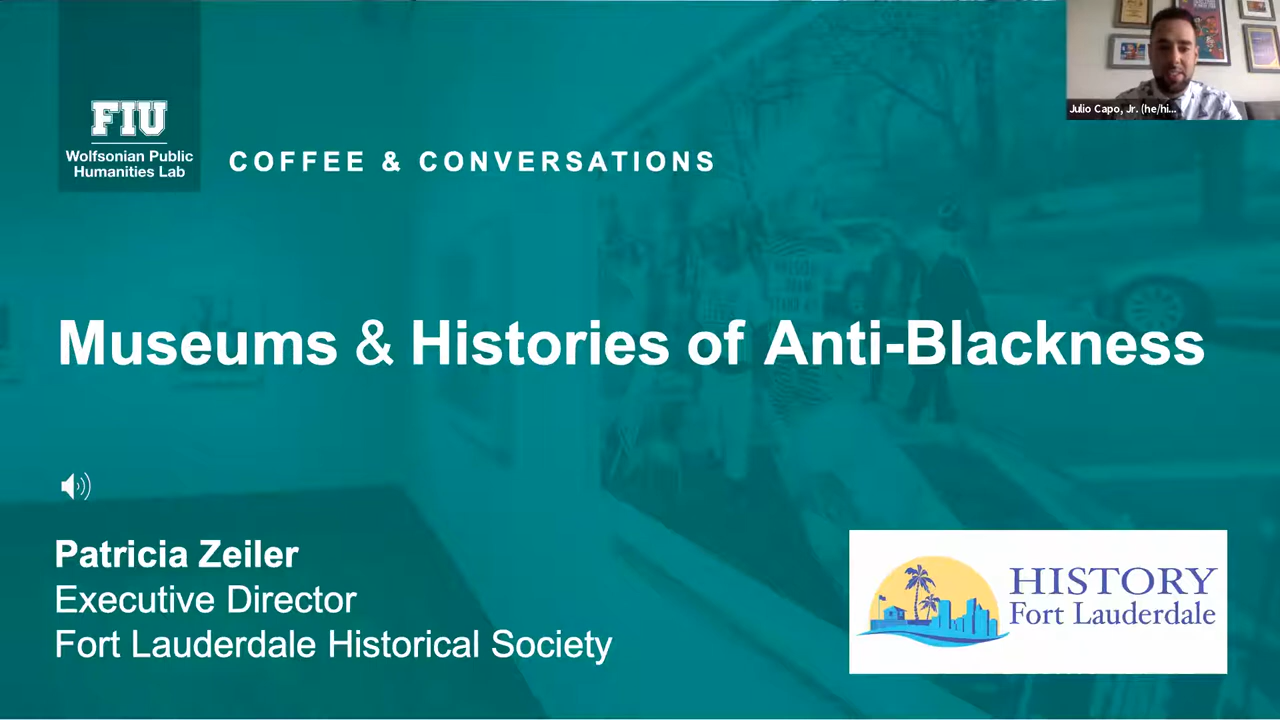 FIU
Wolfsonian Public
Humanities Lab
COFFEE & CONVERSATIONS
Julio Capo, Jr. (he/hi...
Museums & Histories of Anti-Blackness
Patricia Zeiler
Executive Director
Fort Lauderdale Historical Society
HISTORY
Fort Lauderdale